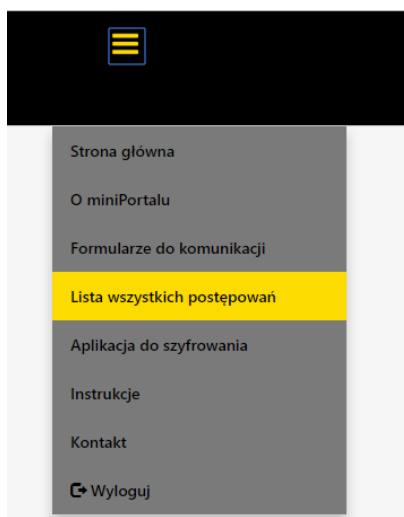 Strona główna
O miniPortalu
Formularze do komunikacji
Lista wszystkich postępowań
Aplikacja do szyfrowania
Instrukcje
Kontakt
Wyloguj